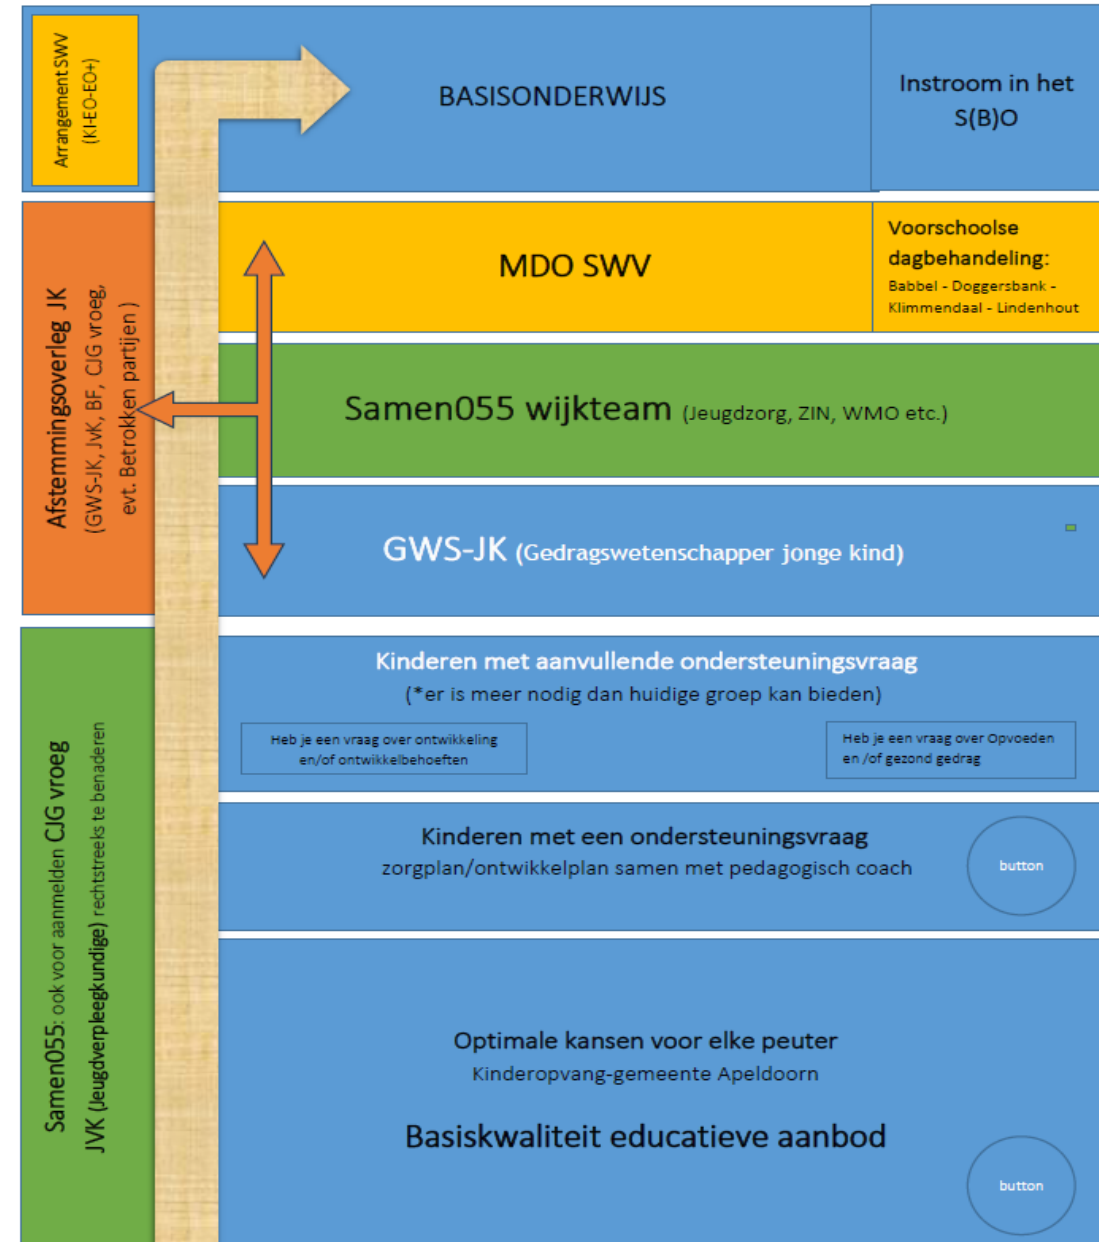 Arrangement SWV
(KI-EO-EO+)
BASISONDERWIJS
Instroom in het
S(B)O
Afstemmingsoverleg JK
(GWS-JK, JvK, BF, CJG vroeg,
evt. Betrokken partijen )
MDO SWV
Voorschoolse
dagbehandeling:
Babbel - Doggersbank -
Klimmendaal - Lindenhout
Samen055 wijkteam (Jeugdzorg, ZIN, WMO etc.)
GWS-JK (Gedragswetenschapper jonge kind)
Samen055: ook voor aanmelden CJG vroeg
JVK (Jeugdverpleegkundige) rechtstreeks te benaderen
Kinderen met aanvullende ondersteuningsvraag
(*er is meer nodig dan huidige groep kan bieden)
Heb je een vraag over ontwikkeling
en/of ontwikkelbehoeften
Heb je een vraag over Opvoeden
en /of gezond gedrag
Kinderen met een ondersteuningsvraag
zorgplan/ontwikkelplan samen met pedagogisch coach
button
Optimale kansen voor elke peuter
Kinderopvang-gemeente Apeldoorn
Basiskwaliteit educatieve aanbod
button